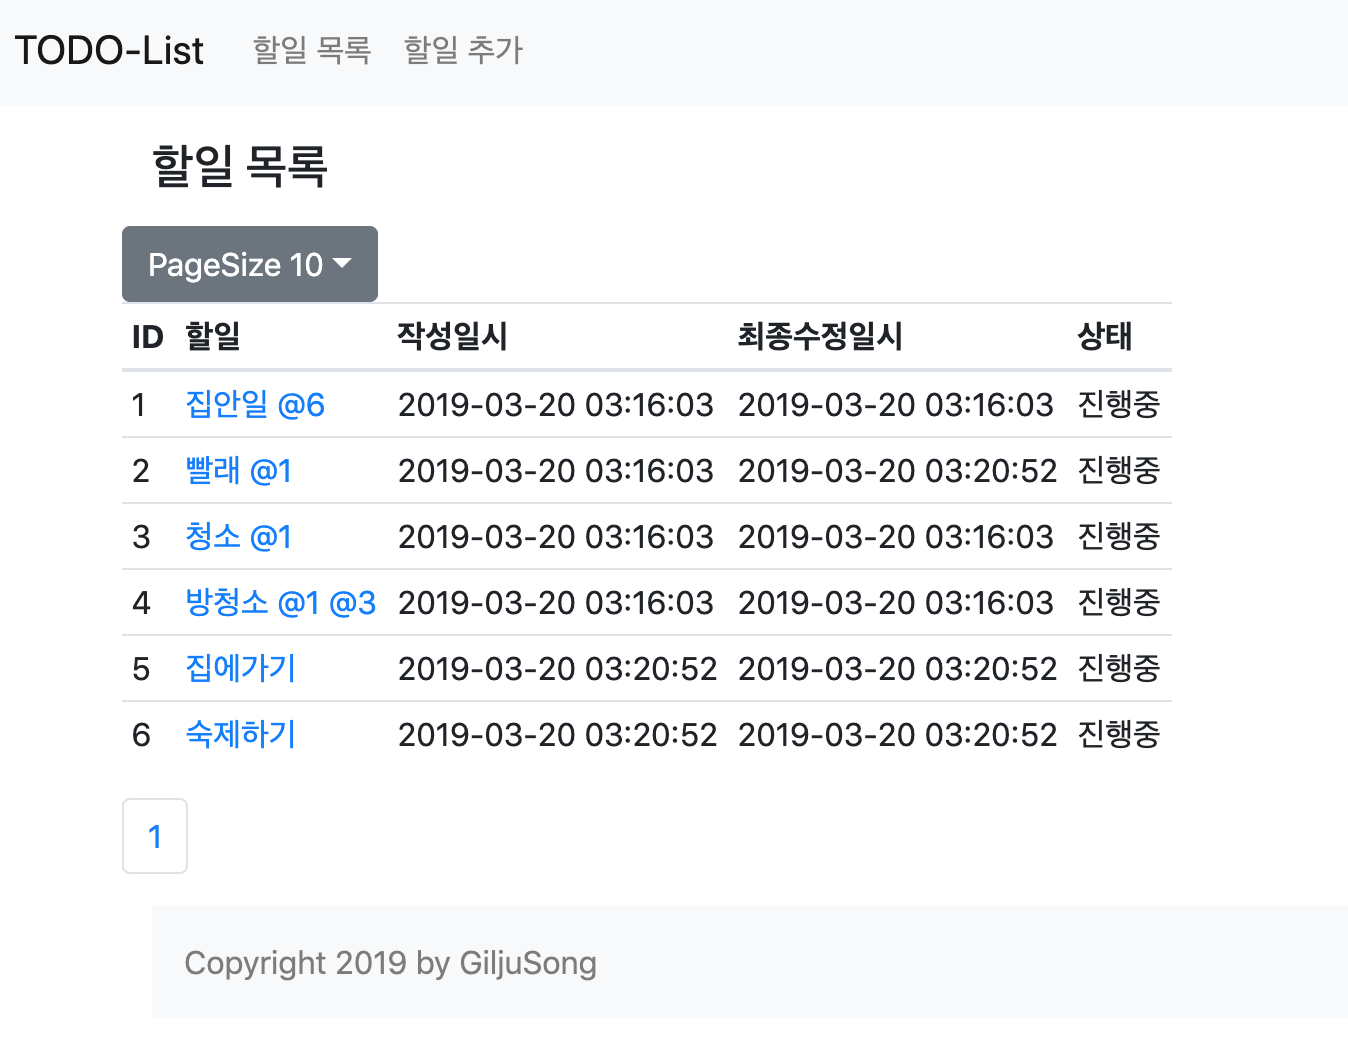 TODO-List 할일 목록 할일 추가
할일 목록
PageSize 10
ID 할일 작성일시 최종수정일시 상태
1 집안일 @6 2019-03-20 03:16:03 2019-03-20 03:16:03 진행중
2 빨래 @1 2019-03-20 03:16:03 2019-03-20 03:20:52 진행중
3 청소 @1 2019-03-20 03:16:03 2019-03-20 03:16:03 진행중
4 방청소 @1 @3 2019-03-20 03:16:03 2019-03-20 03:16:03 진행중
5 집에가기 2019-03-20 03:20:52 2019-03-20 03:20:52 진행중
6 숙제하기 2019-03-20 03:20:52 2019-03-20 03:20:52 진행중
1
Copyright 2019 by GiljuSong